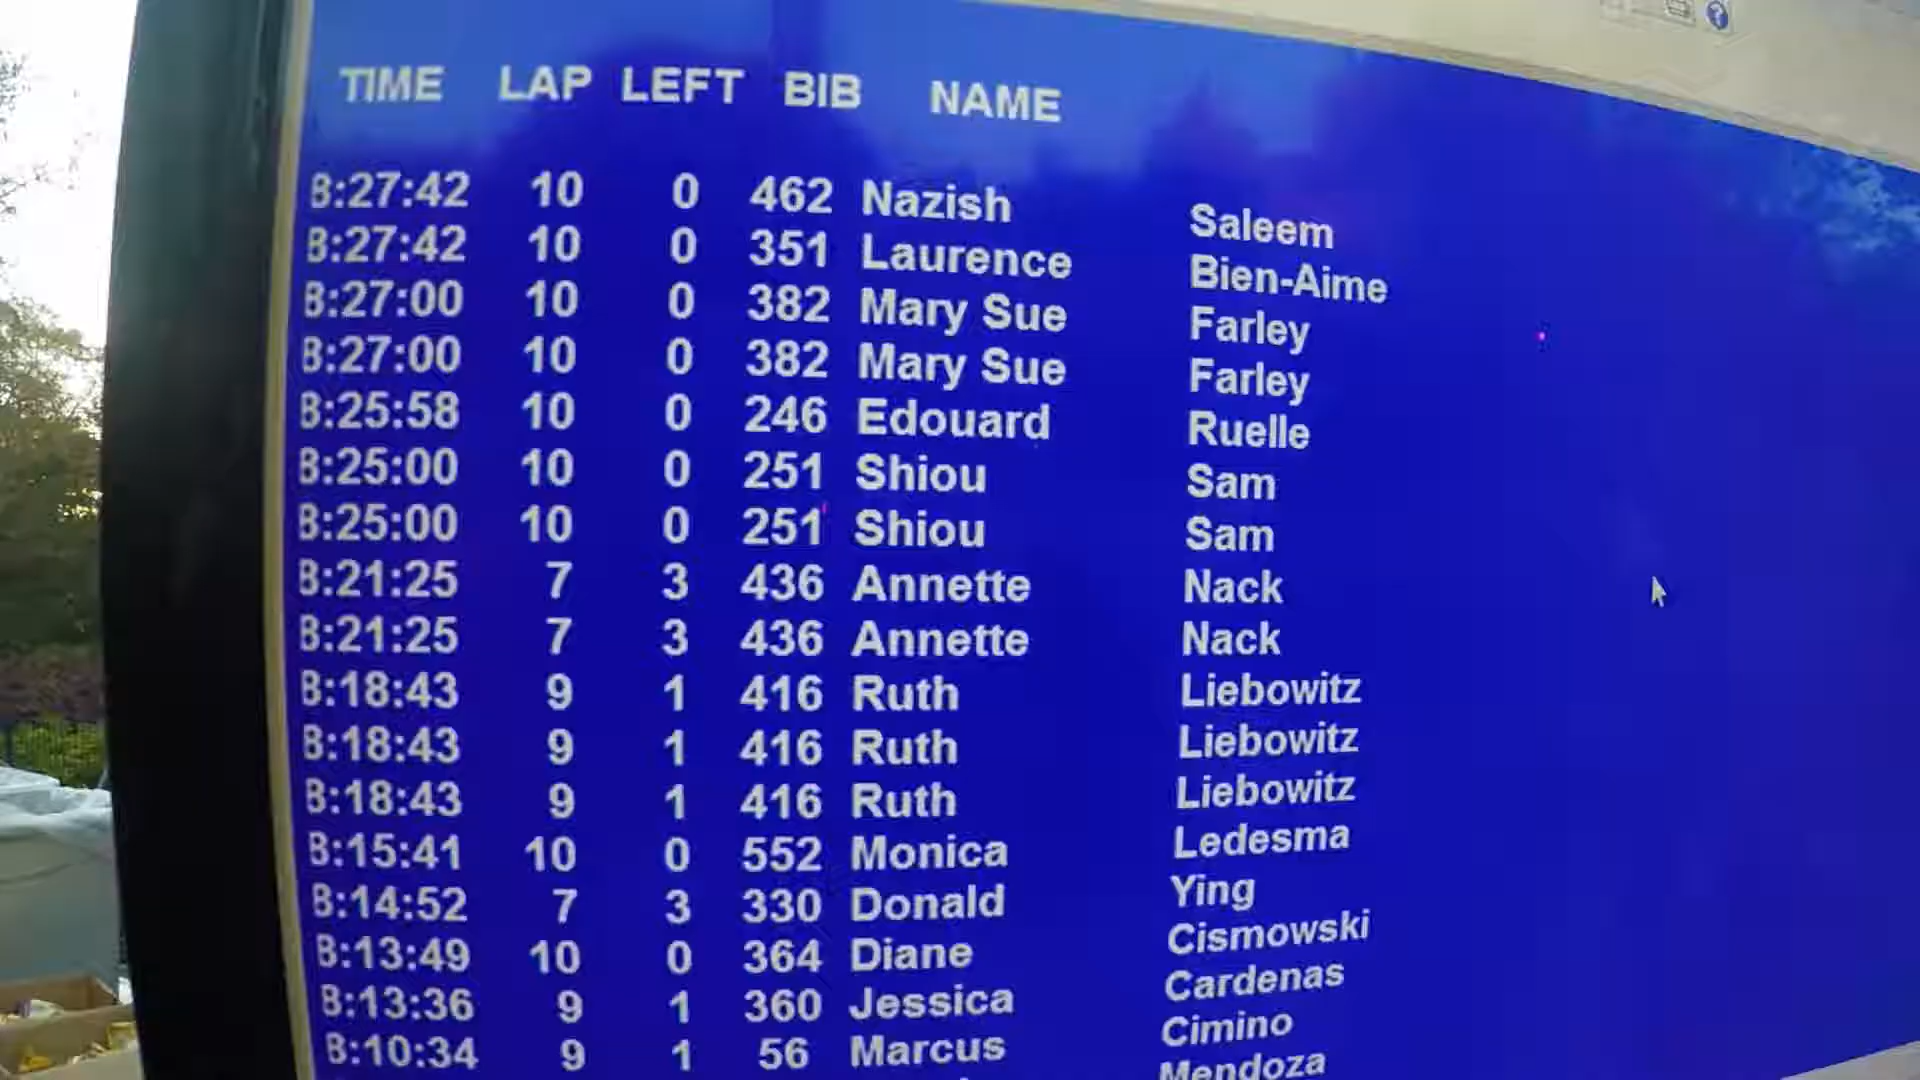 TIME LAP LEFT BIB NAME
8:27:42 10 0 462 Nazish Saleem
8:27:42 10 0 351 Laurence Bien-Aime
8:27:00 10 0 382 Mary Sue Farley
8:27:00 10 0 382 Mary Sue Farley
8:25:58 10 0 246 Edouard Ruelle
8:25:00 10 0 251 Shiou Sam
8:25:00 10 0 251 Shiou Sam
8:21:25 7 3 436 Annette Nack
8:21:25 7 3 436 Annette Nack
8:18:43 9 1 416 Ruth Liebowitz
8:18:43 9 1 416 Ruth Liebowitz
8:18:43 9 1 416 Ruth Liebowitz
8:15:41 10 0 552 Monica Ledesma
8:14:52 7 3 330 Donald Ying
8:13:49 10 0 364 Diane Cismowski
8:13:36 9 1 360 Jessica Cardenas
8:10:34 9 1 56 Marcus Cimino
Mendoza